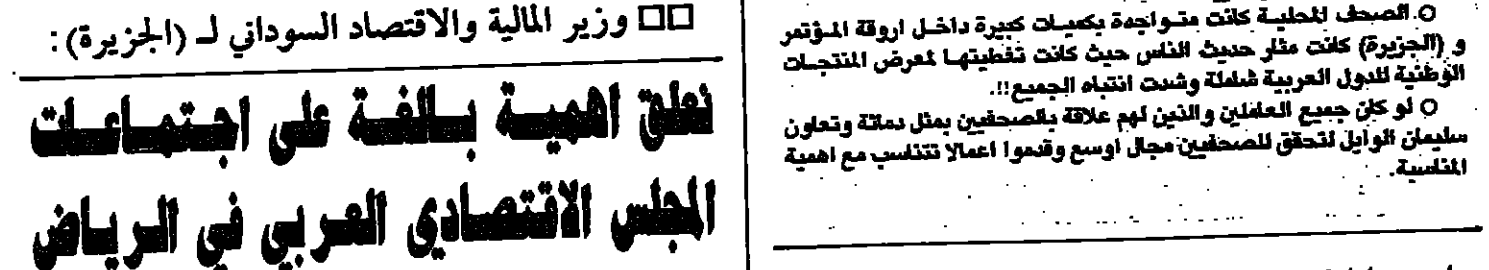 O الصحف المحلية كانت متواجدة بكميات كبيرة داخل اروقة المؤتمر
و (الجزيرة) كانت مثار حديث الناس حيث كانت تغطيتها لمعرض المنتجات
الوطنية للدول العربية شاملة وشدت انتباه الجميع!!.
O لو كان جميع العاملين والذين لهم علاقة بالصحفيين بمثل دماثة وتعاون
سليمان الوايل لتحقق للصحفيين مجال اوسع وقدموا اعمالا تتناسب مع اهمية
المناسبة.
□□ وزير المالية والاقتصاد السوداني لـ (الجزيرة):
نعلق اهمية بالغة على اجتماعات
المجلس الاقتصادي العربي في الرياض